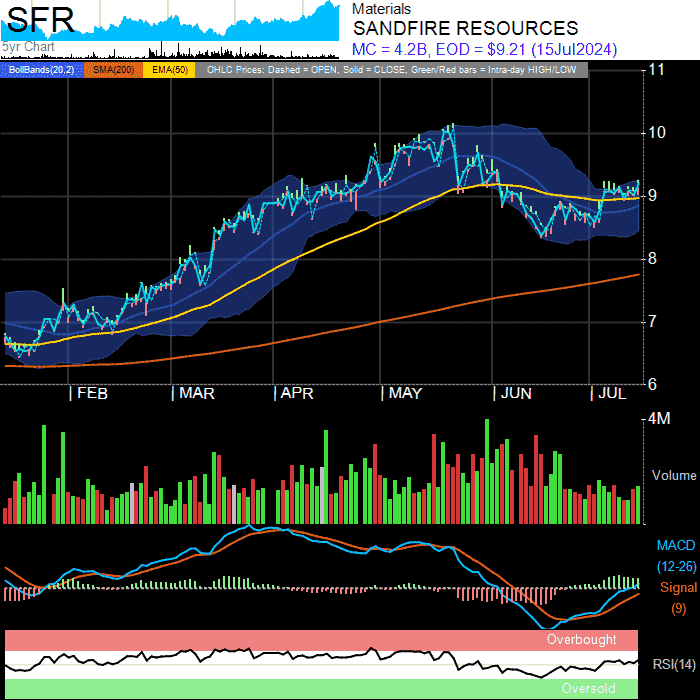 SFR
5yr Chart
Materials
SANDFIRE RESOURCES
MC = 4.2B, EOD = $9.21 (15Jul2024)
BollBands(20,2) SMA(200) EMA(50) OHLC Prices: Dashed = OPEN, Solid = CLOSE, Green/Red bars = Intra-day HIGH/LOW
11
10
9
8
7
6
| FEB | MAR | APR | MAY | JUN | JUL
4M
Volume
MACD
(12-26)
Signal
(9)
Overbought
RSI(14)
Oversold